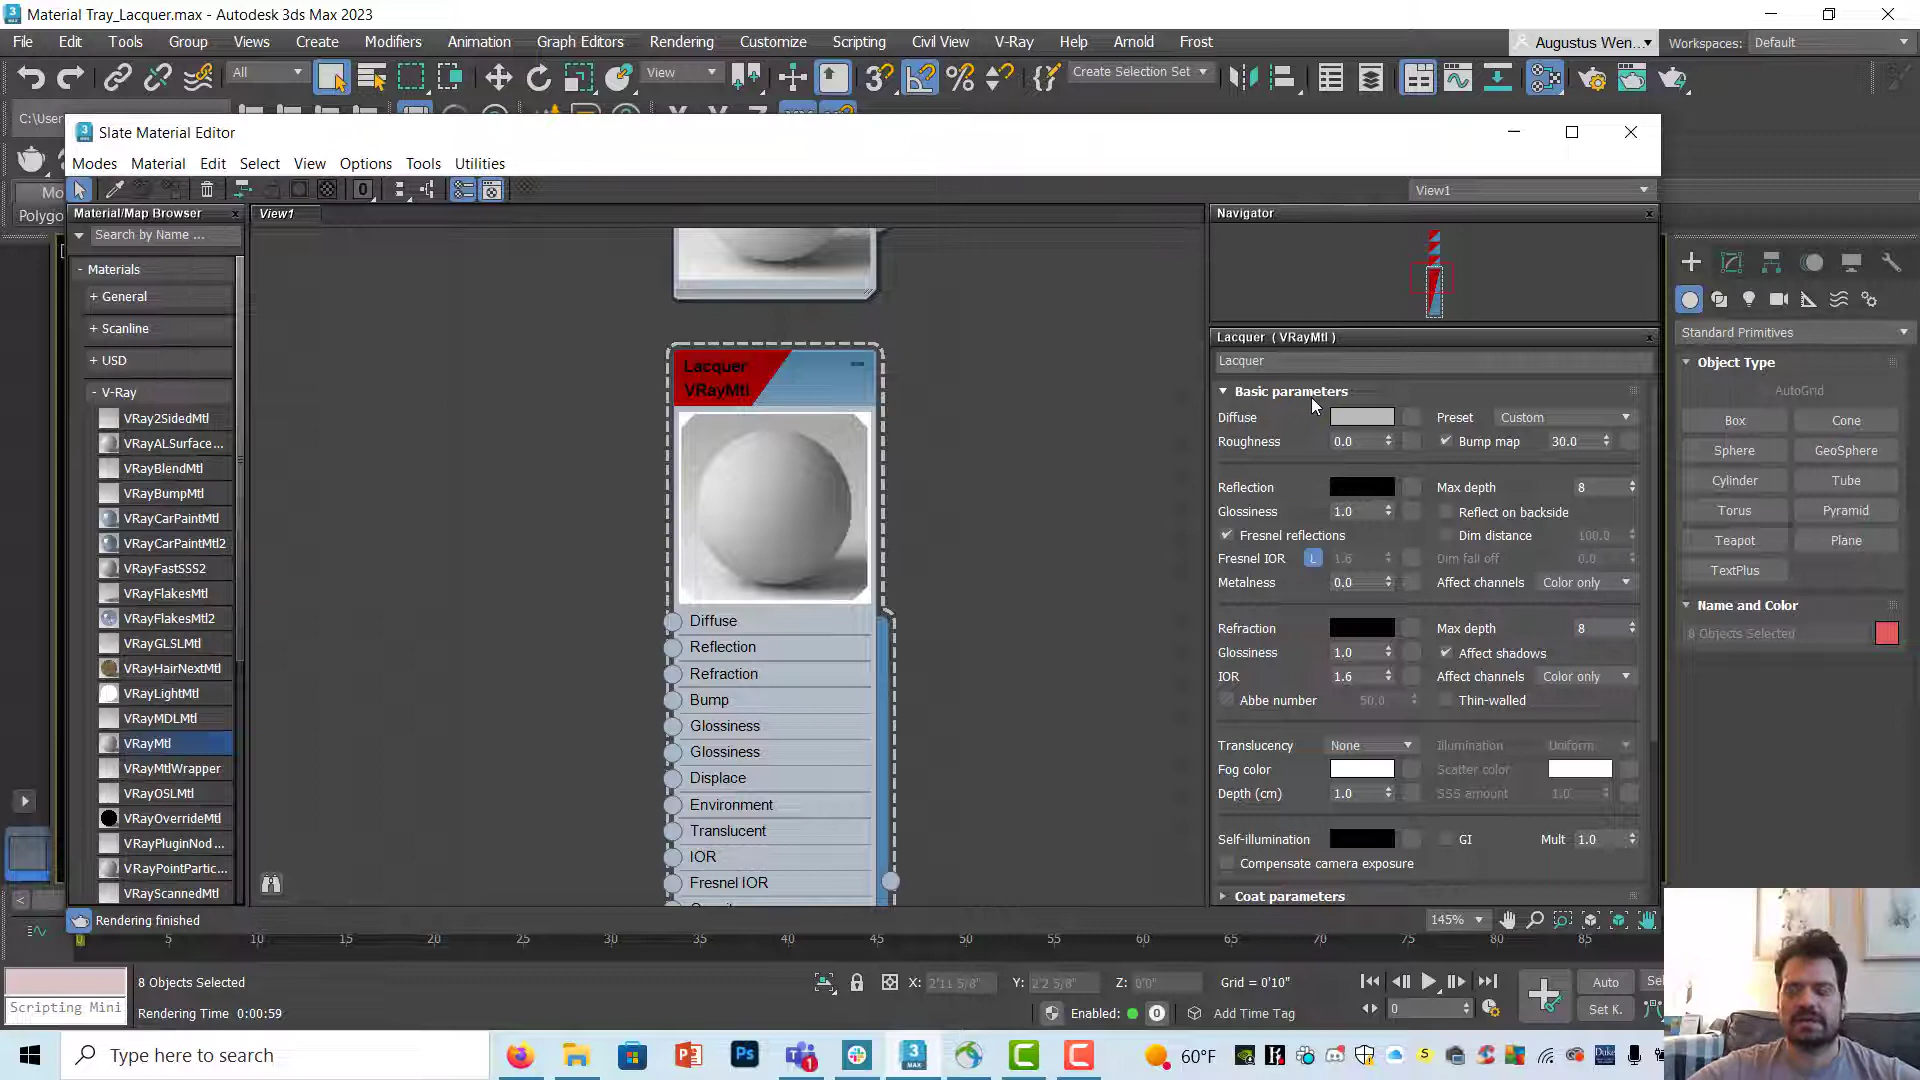 Material Tray_Lacquer.max - Autodesk 3ds Max 2023
File Edit Tools Group Views Create Modifiers Animation Graph Editors Rendering Customize Scripting Civil View V-Ray Help Arnold Frost
Augustus Wen... Workspaces: Default
All View Create Selection Set
C:\User
Slate Material Editor
Modes Material Edit Select View Options Tools Utilities
View1
Mo
Polygo
Material/Map Browser
View1
Navigator
Search by Name ...
- Materials
+ General
+ Scanline
+ USD
- V-Ray
VRay2SidedMtl
VRayALSurface...
VRayBlendMtl
VRayBumpMtl
VRayCarPaintMtl
VRayCarPaintMtl2
VRayFastSSS2
VRayFlakesMtl
VRayFlakesMtl2
VRayGLSLMtl
VRayHairNextMtl
VRayLightMtl
VRayMDLMtl
VRayMtl
VRayMtlWrapper
VRayOSLMtl
VRayOverrideMtl
VRayPluginNod...
VRayPointPartic...
VRayScannedMtl
Lacquer
VRayMtl
Diffuse
Reflection
Refraction
Bump
Glossiness
Glossiness
Displace
Environment
Translucent
IOR
Fresnel IOR
Lacquer ( VRayMtl )
Lacquer
Basic parameters
Diffuse Preset Custom
Roughness 0.0 Bump map 30.0
Reflection Max depth 8
Glossiness 1.0 Reflect on backside
Fresnel reflections Dim distance 100.0
Fresnel IOR L 1.6 Dim fall off 0.0
Metalness 0.0 Affect channels Color only
Refraction Max depth 8
Glossiness 1.0 Affect shadows
IOR 1.6 Affect channels Color only
Abbe number 50.0 Thin-walled
Translucency None Illumination Uniform
Fog color Scatter color
Depth (cm) 1.0 SSS amount 1.0
Self-illumination GI Mult 1.0
Compensate camera exposure
Coat parameters
Standard Primitives
Object Type
AutoGrid
Box Cone
Sphere GeoSphere
Cylinder Tube
Torus Pyramid
Teapot Plane
TextPlus
Name and Color
8 Objects Selected
Rendering finished
145%
0 5 10 15 20 25 30 35 40 45 50 55 60 65 70 75 80 85
8 Objects Selected
X: 2'11 5/8" Y: 2'2 5/8" Z: 0'0" Grid = 0'10"
Auto Sel
Scripting Mini
Rendering Time 0:00:59
Enabled: 0 Add Time Tag
0
Set K.
Type here to search
60°F